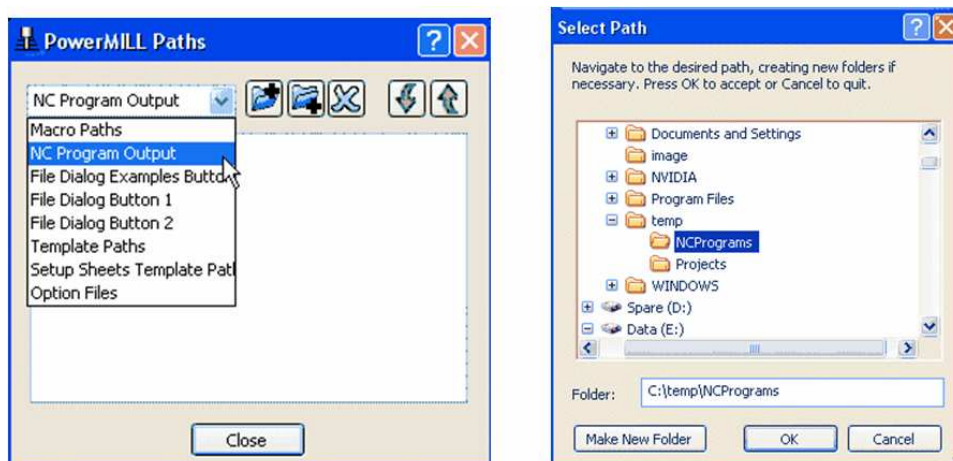 PowerMILL Paths
NC Program Output
Macro Paths
NC Program Output
File Dialog Examples Butto
File Dialog Button 1
File Dialog Button 2
Template Paths
Setup Sheets Template Patl
Option Files
Close
Select Path
Navigate to the desired path, creating new folders if
necessary. Press OK to accept or Cancel to quit.
Documents and Settings
image
NVIDIA
Program Files
temp
NCPrograms
Projects
WINDOWS
Spare (D:)
Data (E:)
Folder: C:\temp\NCPrograms
Make New Folder OK Cancel